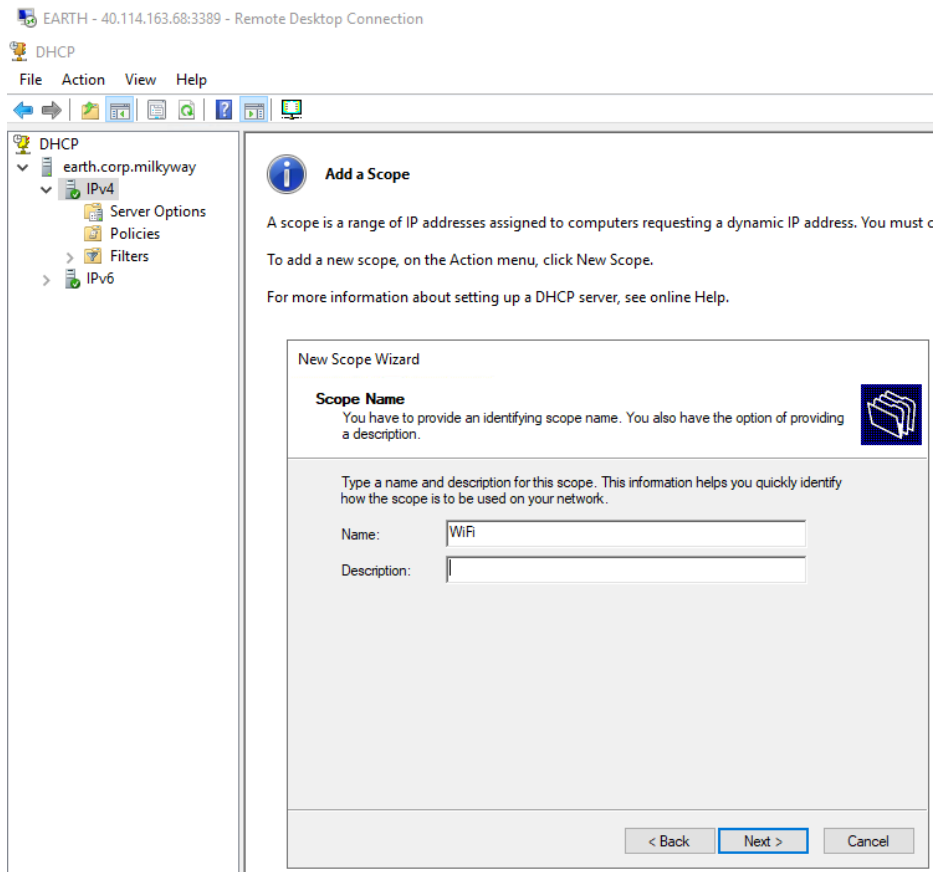 EARTH - 40.114.163.68:3389 - Remote Desktop Connection
DHCP
File Action View Help
DHCP
earth.corp.milkyway
IPv4
Server Options
Policies
Filters
IPv6
Add a Scope
A scope is a range of IP addresses assigned to computers requesting a dynamic IP address. You must
To add a new scope, on the Action menu, click New Scope.
For more information about setting up a DHCP server, see online Help.
New Scope Wizard
Scope Name
You have to provide an identifying scope name. You also have the option of providing
a description.
Type a name and description for this scope. This information helps you quickly identify
how the scope is to be used on your network.
Name: WiFi
Description:
< Back Next > Cancel